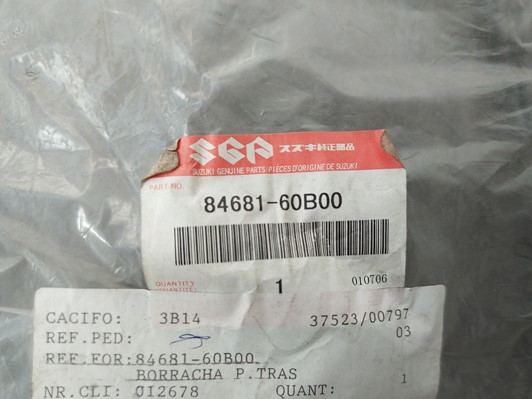 SGP スズキ純正部品
SUZUKI GENUINE PARTS/PIECES D'ORIGINE DE SUZUKI
PART NO.
84681-60B00
QUANTITY
(QUANTITE) 1 010706
CACIFO: 3B14 37523/00797
REF.PED: 03
REF.FOR:84681-60B00
BORRACHA P.TRAS
NR.CLI: 012678 QUANT: 1